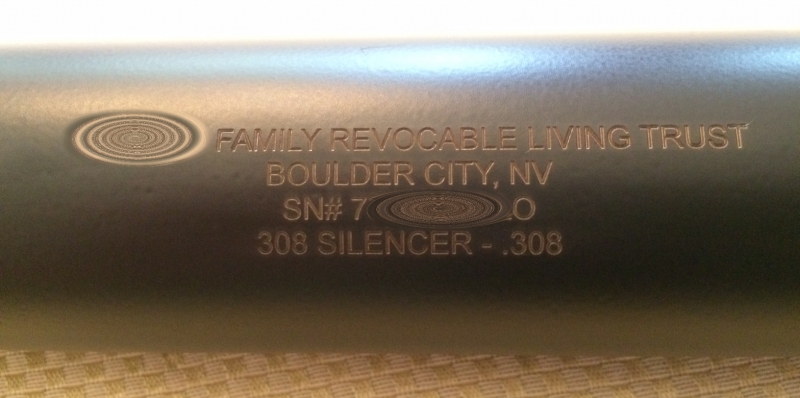 FAMILY REVOCABLE LIVING TRUST
BOULDER CITY, NV
SN# 7 O
308 SILENCER - .308